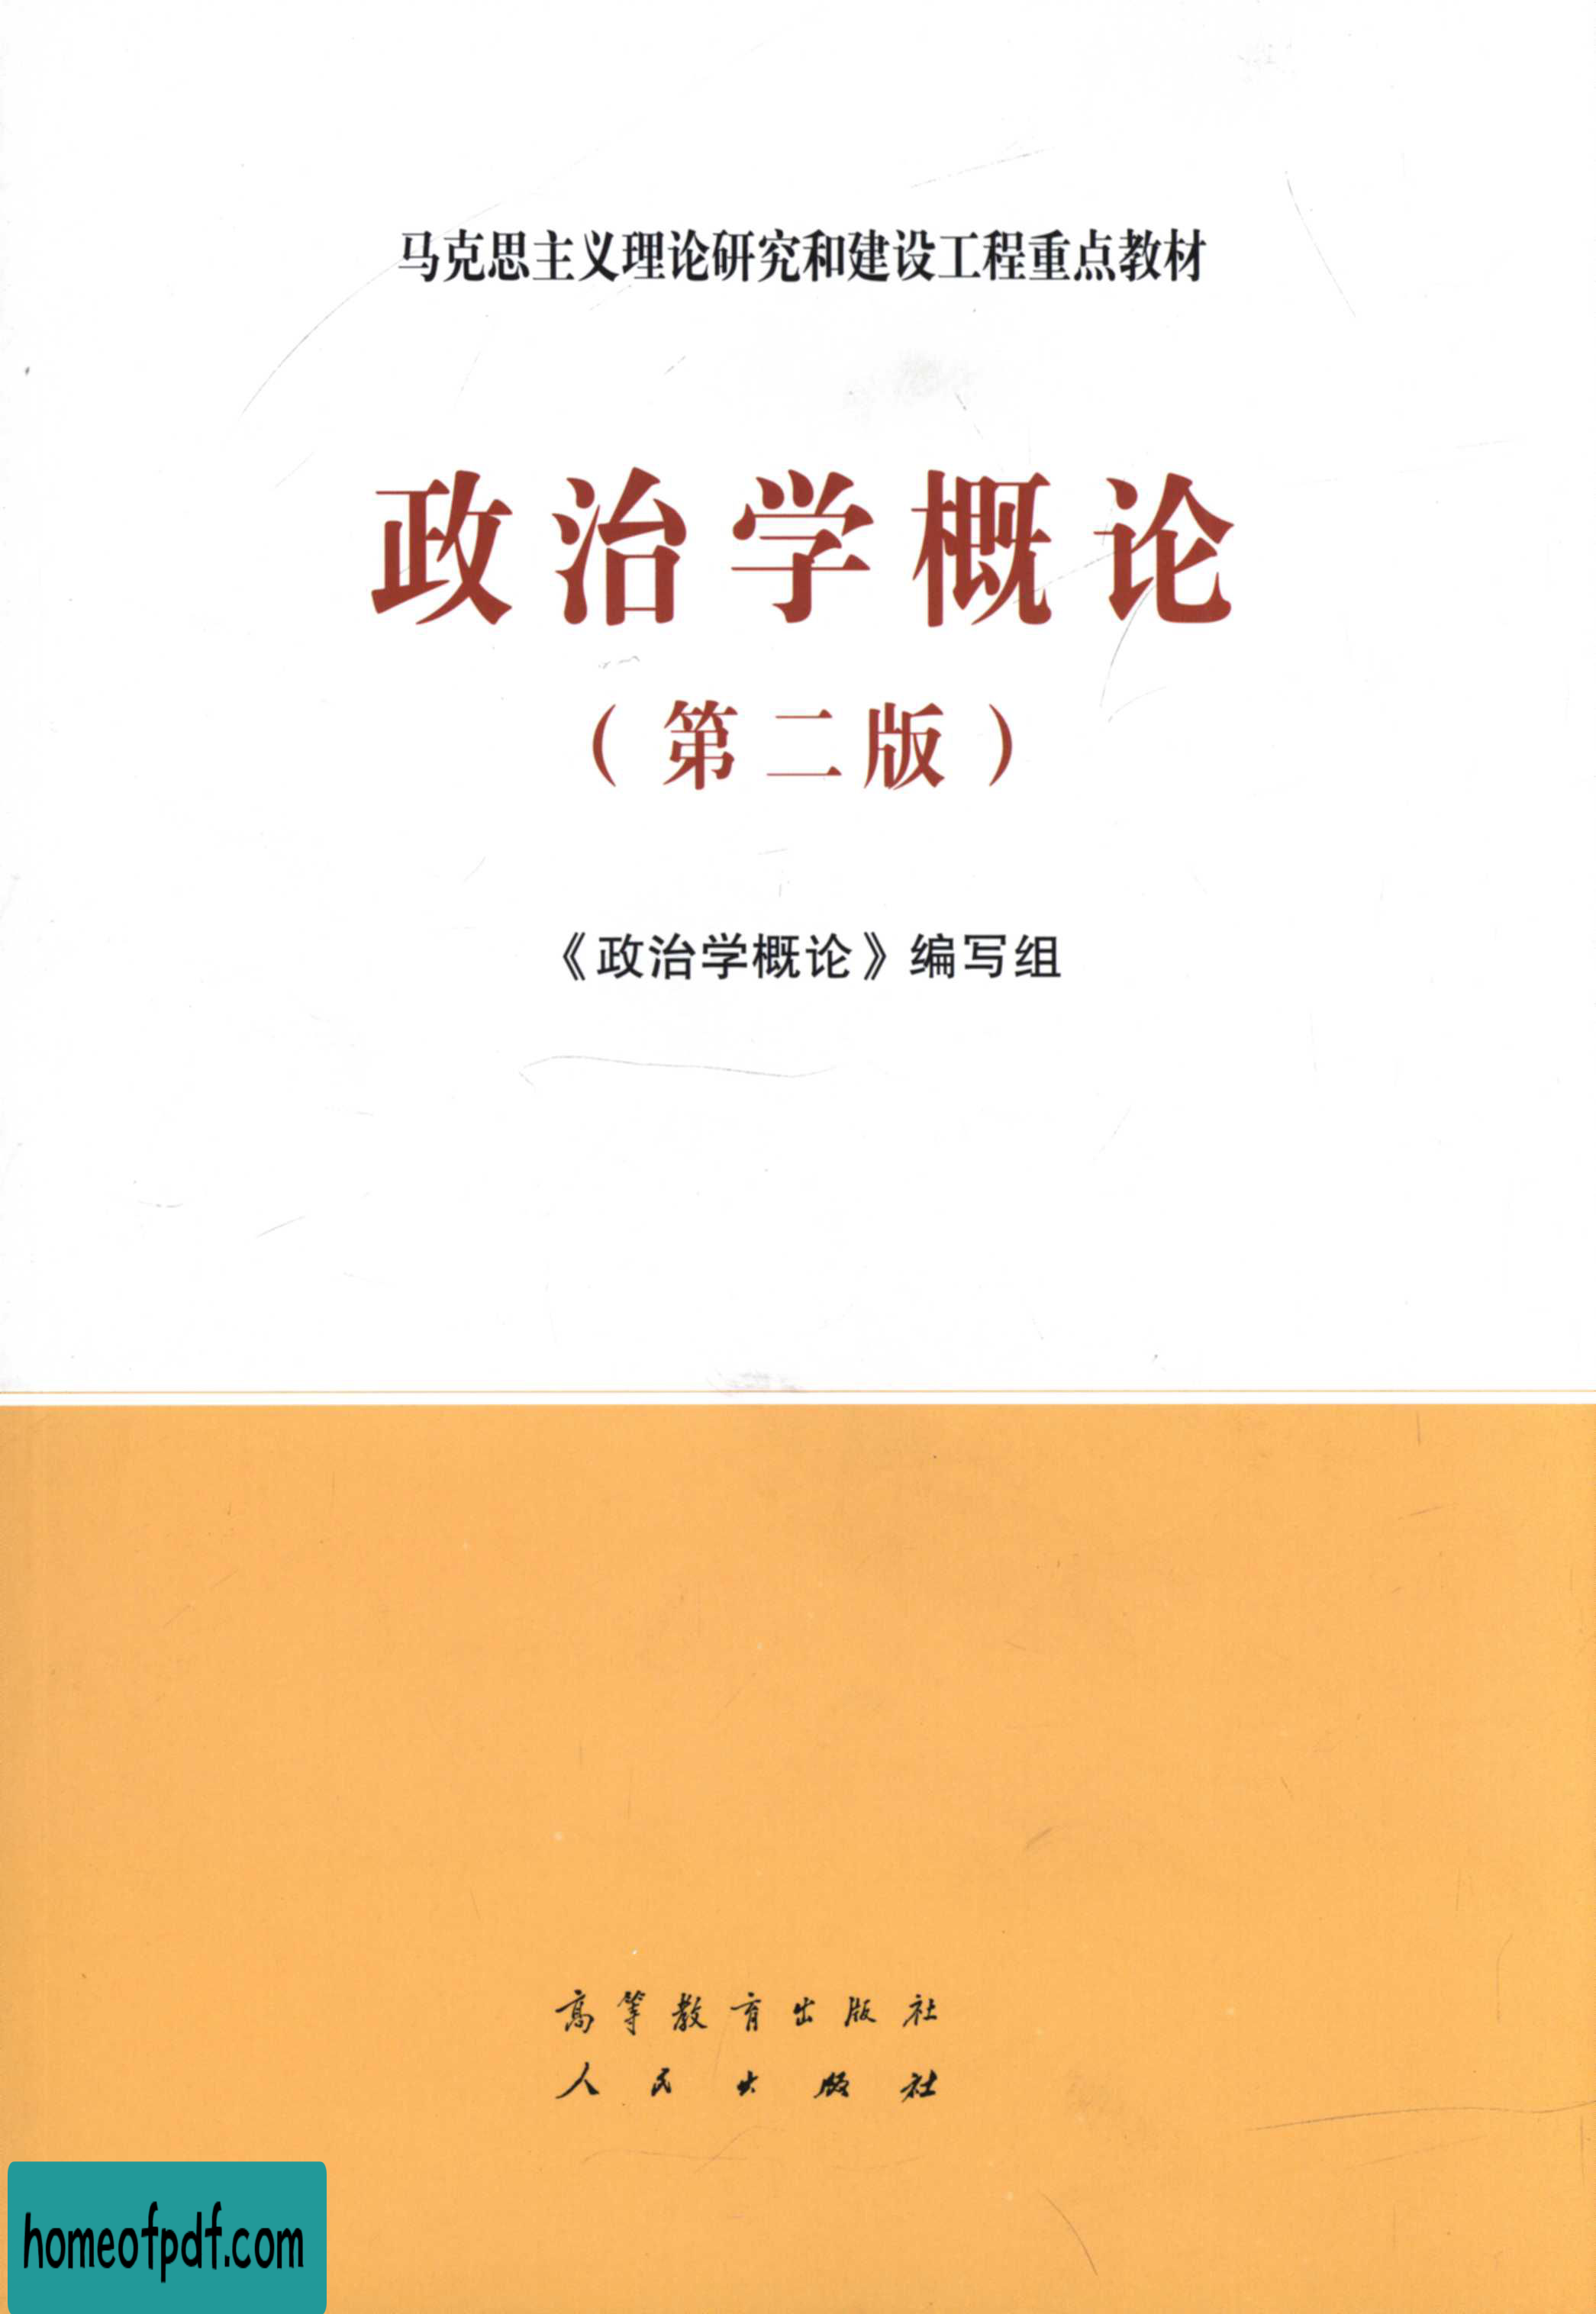 马克思主义理论研究和建设工程重点教材
政治学概论
（第二版）
《政治学概论》编写组
高等教育出版社
人民出版社
homeofpdf.com